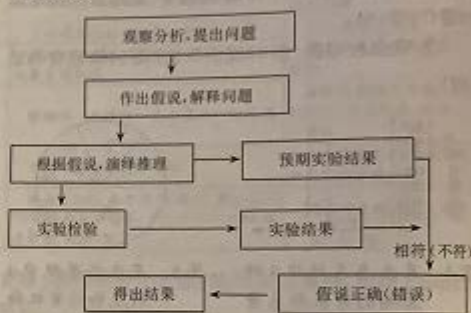 观察分析,提出问题
作出假说,解释问题
根据假说,演绎推理
预期实验结果
实验检验
实验结果
相符(不符)
得出结果
假说正确(错误)